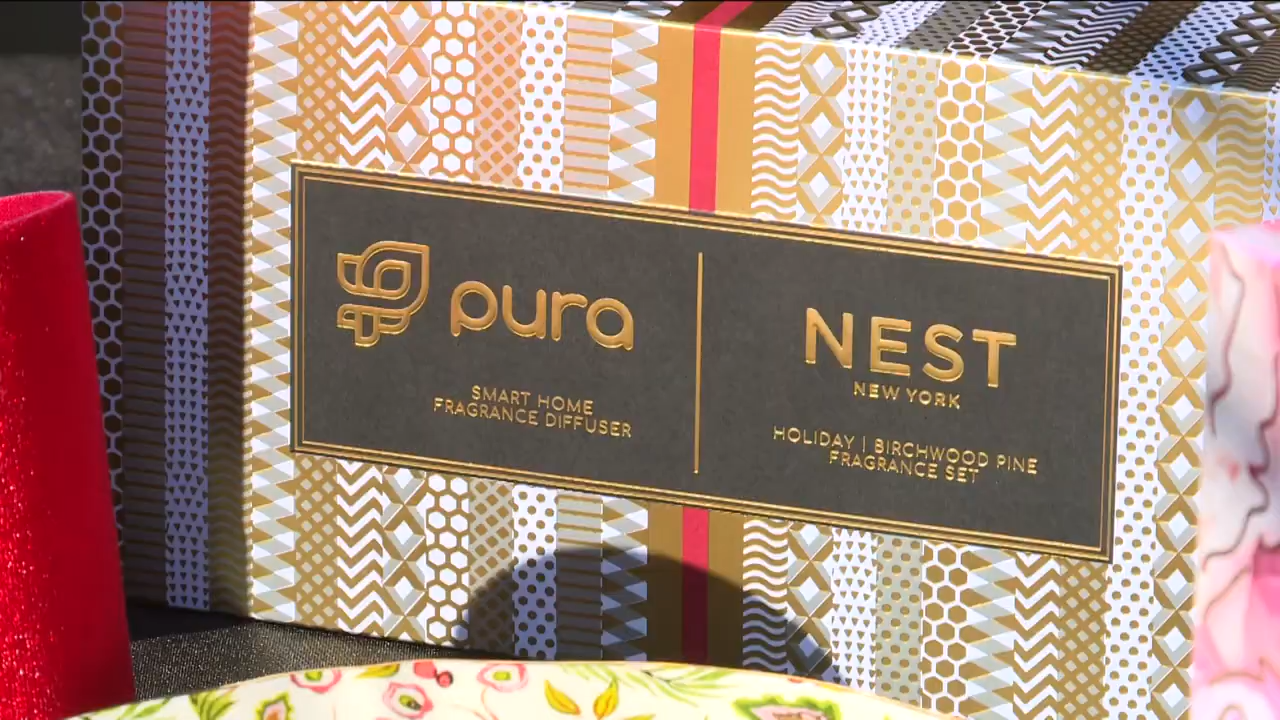 pura
SMART HOME
FRAGRANCE DIFFUSER
NEST
NEW YORK
HOLIDAY | BIRCHWOOD PINE
FRAGRANCE SET